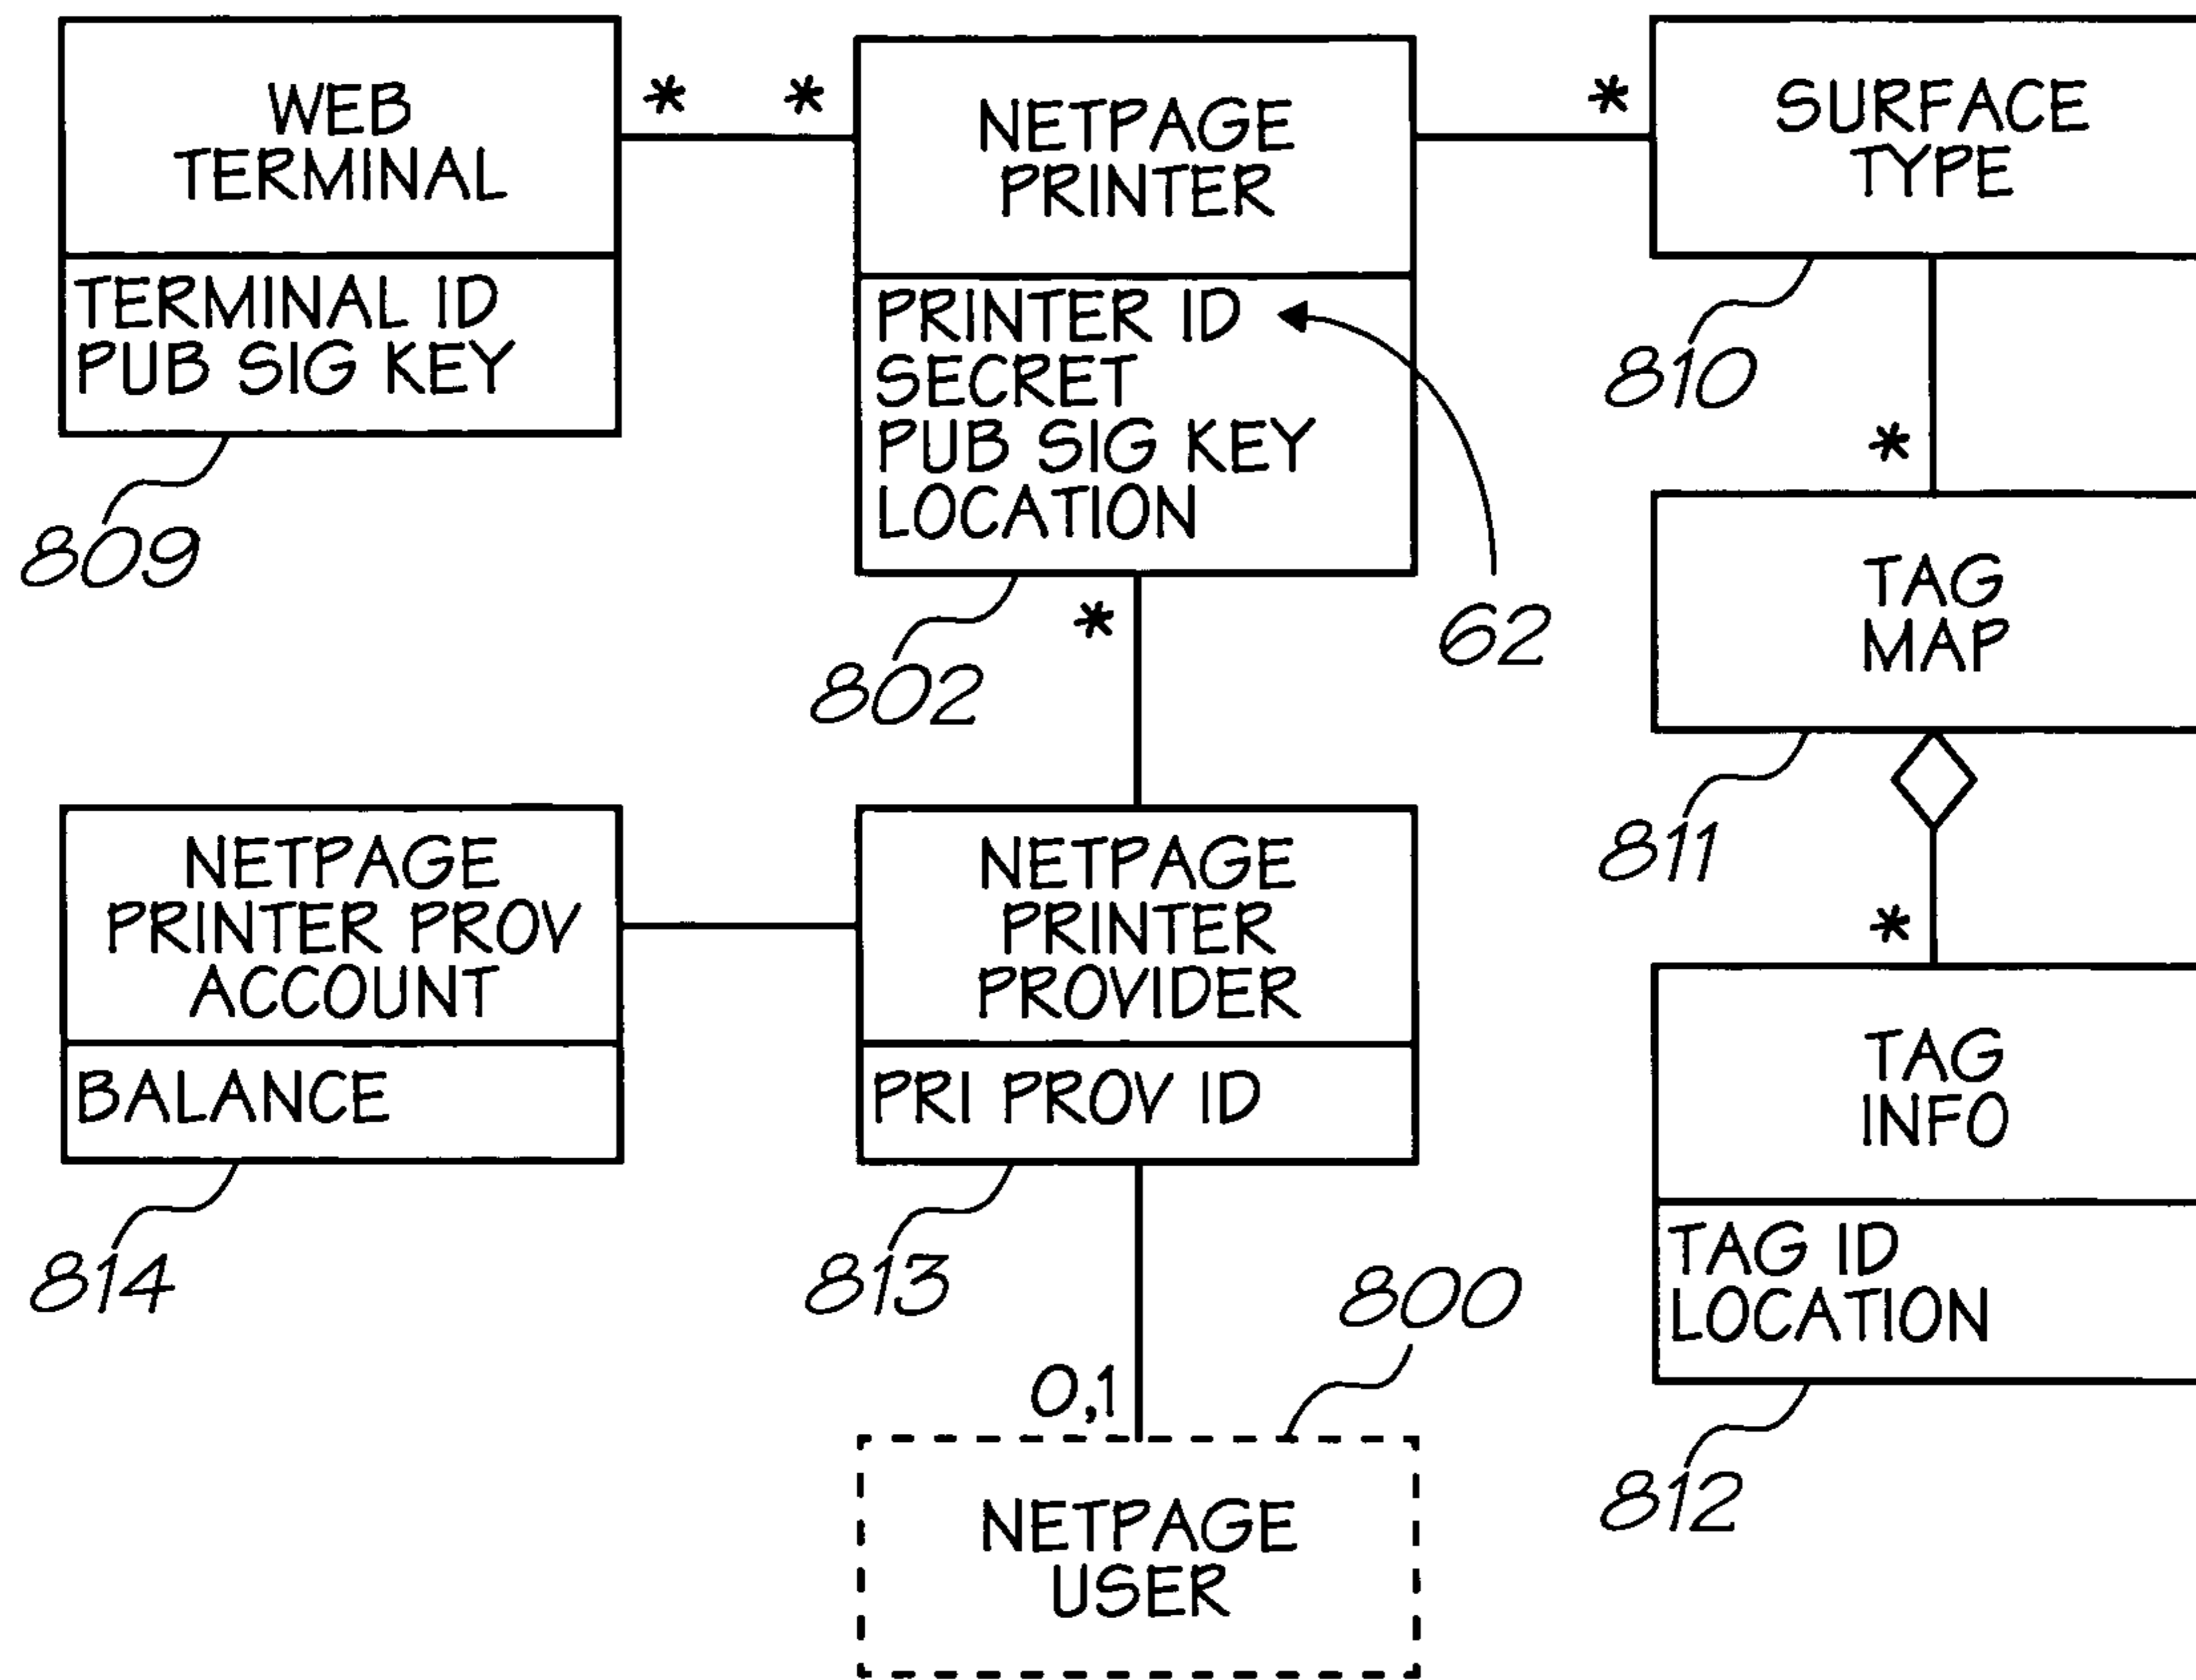 WEB
TERMINAL
TERMINAL ID
PUB SIG KEY
809
*
*
NETPAGE
PRINTER
PRINTER ID
SECRET
PUB SIG KEY
LOCATION
62
802
*
*
SURFACE
TYPE
810
*
TAG
MAP
811
*
TAG
INFO
TAG ID
LOCATION
812
NETPAGE
PRINTER PROV
ACCOUNT
BALANCE
814
NETPAGE
PRINTER
PROVIDER
PRI PROV ID
813
0,1
800
NETPAGE
USER